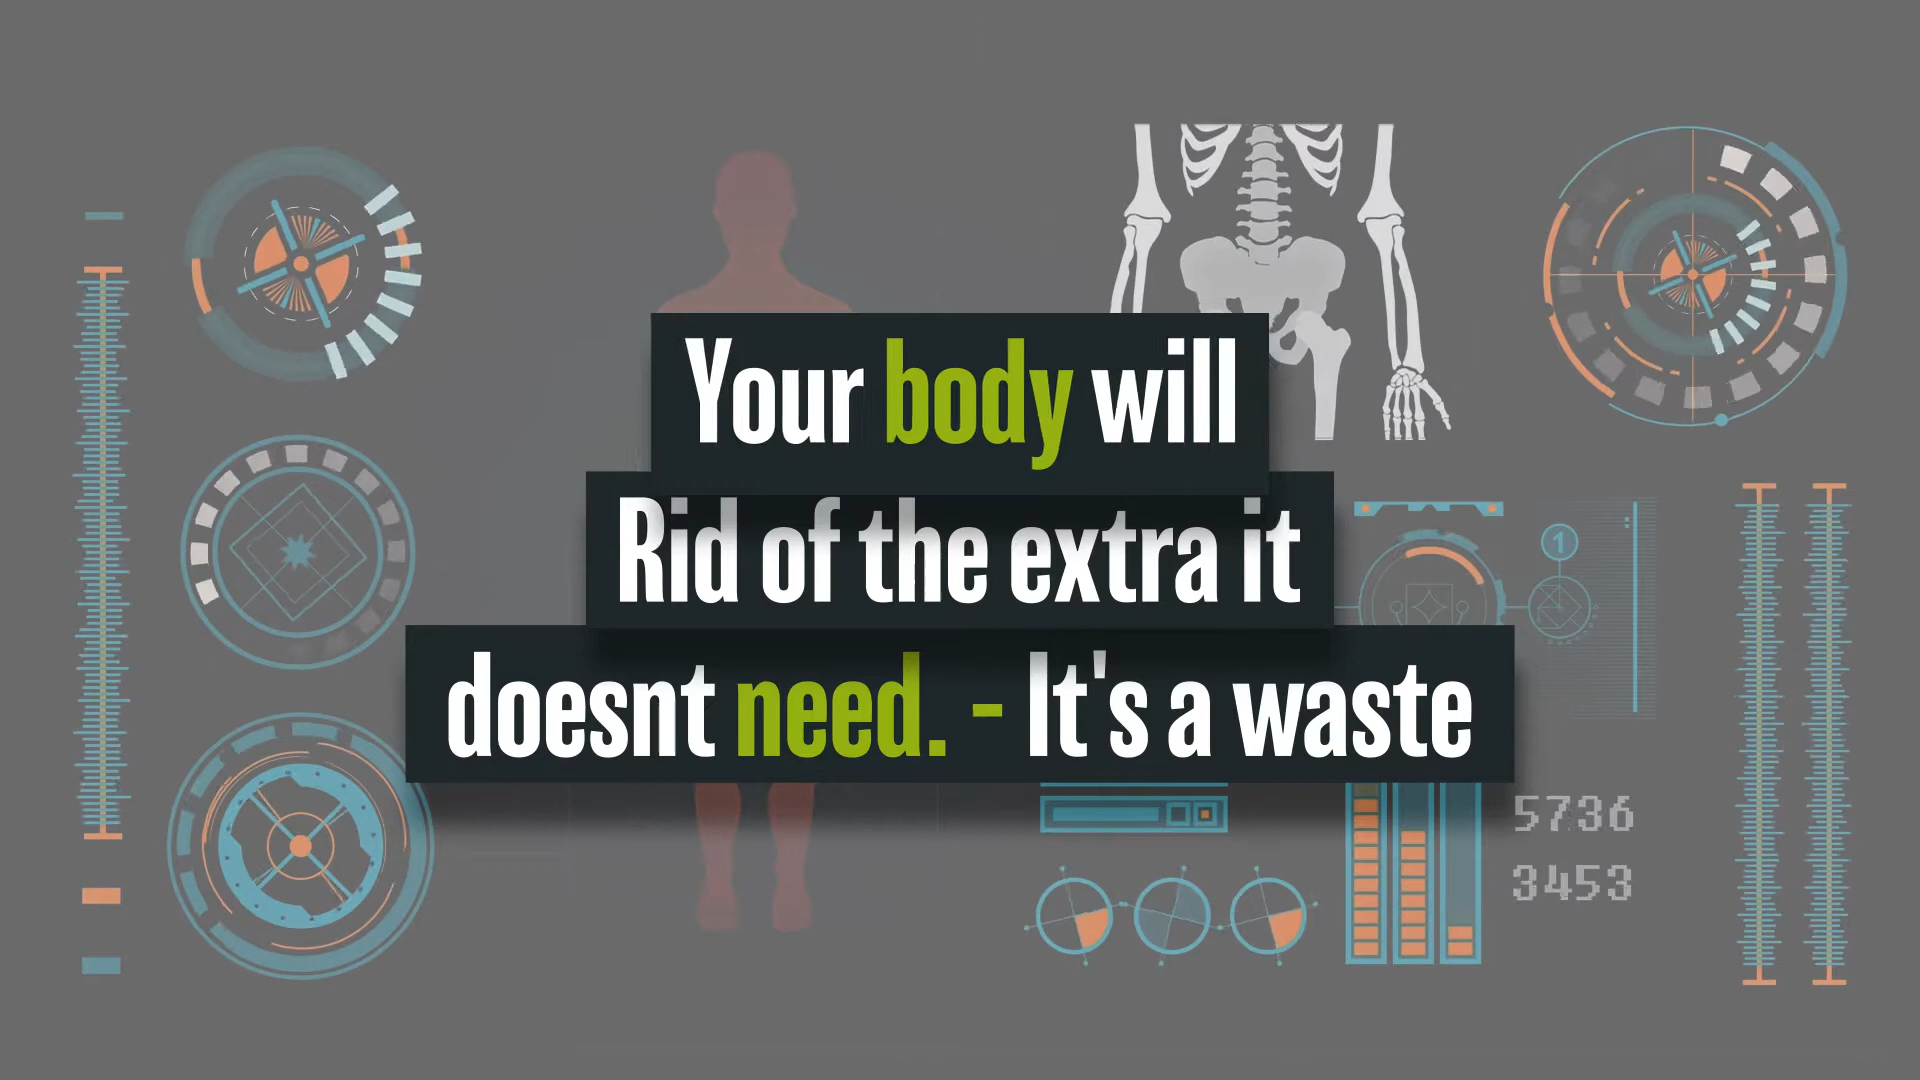 Your body will
Rid of the extra it
doesnt need. - It's a waste
1
5736
3453